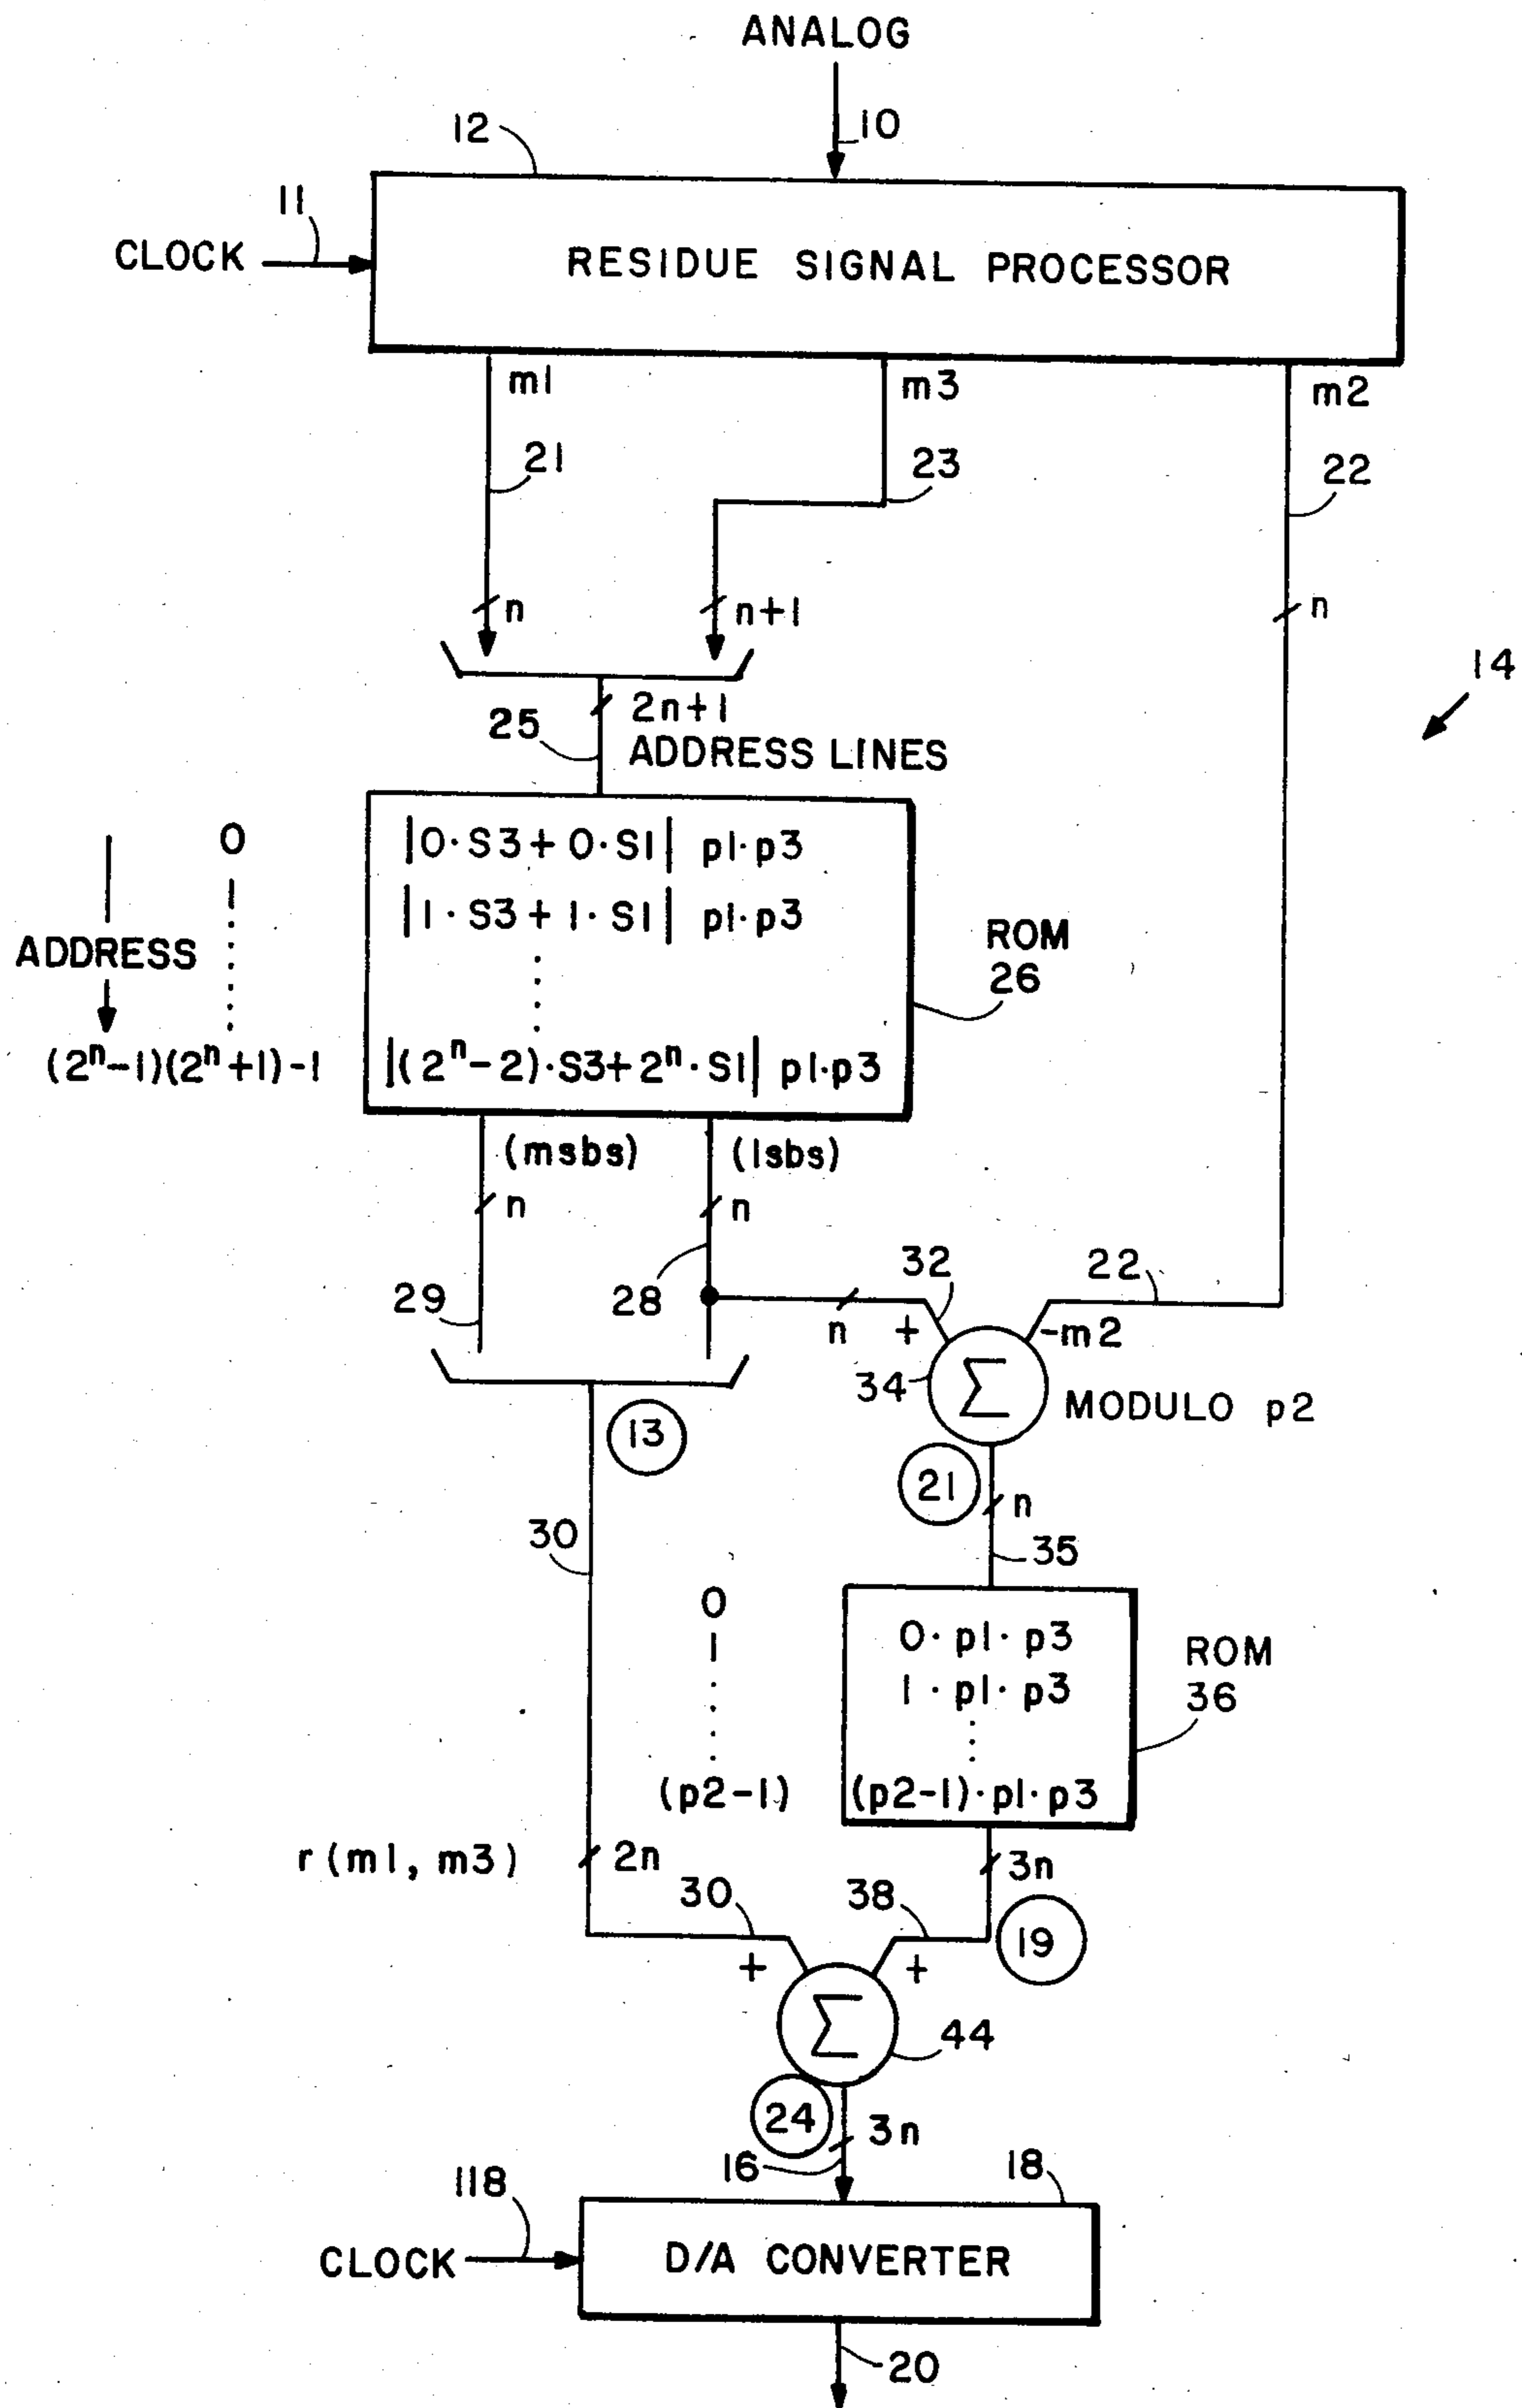 ANALOG
10
12
11
CLOCK
RESIDUE SIGNAL PROCESSOR
m1
m3
m2
21
23
22
n
n+1
n
14
25
2n+1
ADDRESS LINES
0
1
ADDRESS
(2ⁿ-1)(2ⁿ+1)-1
|0·S3+0·S1| p1·p3
|1·S3+1·S1| p1·p3
|(2ⁿ-2)·S3+2ⁿ·S1| p1·p3
ROM
26
(msbs)
(lsbs)
n
n
29
28
32
22
n
+
-m2
34
Σ
MODULO p2
13
21
n
30
35
0
1
(p2-1)
0·p1·p3
1·p1·p3
(p2-1)·p1·p3
ROM
36
r(m1, m3)
2n
3n
30
38
19
+
+
Σ
44
24
3n
16
18
118
CLOCK
D/A CONVERTER
20